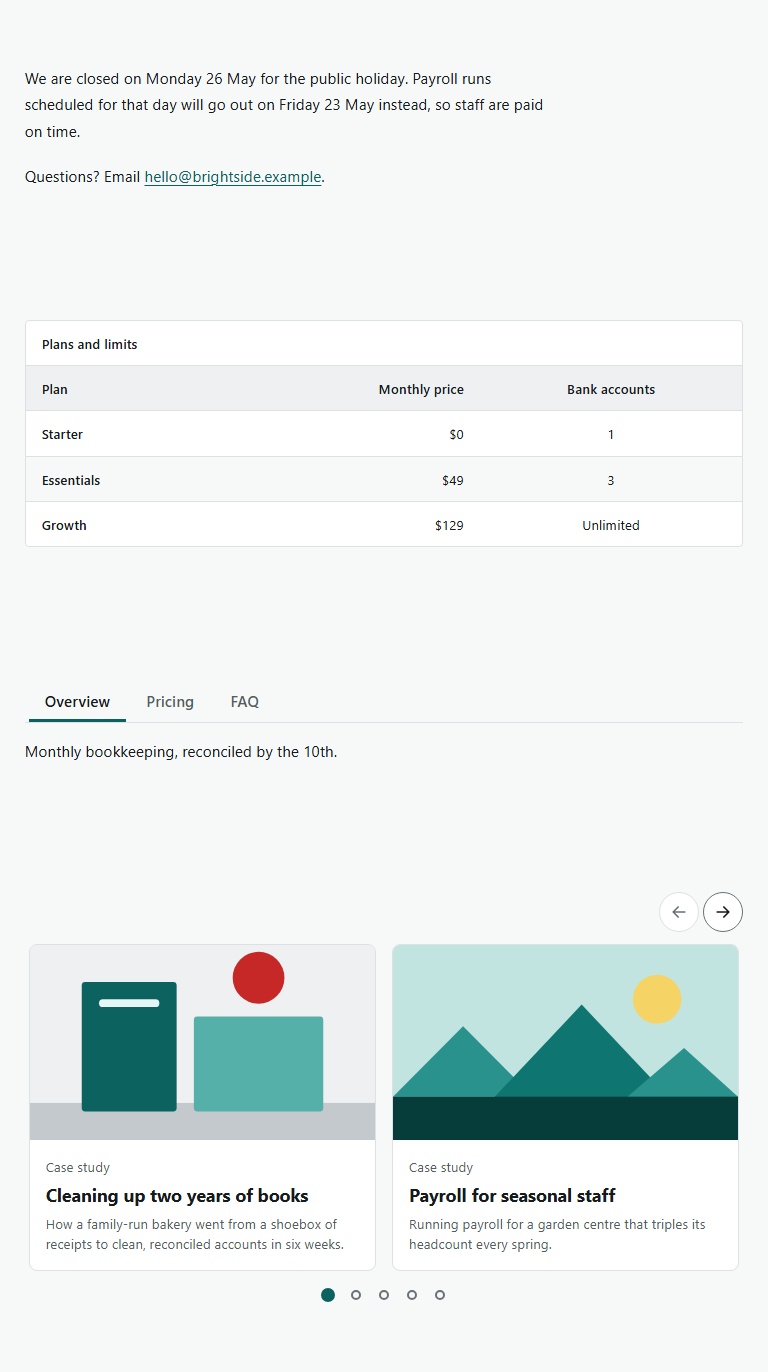 We are closed on Monday 26 May for the public holiday. Payroll runs
scheduled for that day will go out on Friday 23 May instead, so staff are paid
on time.
Questions? Email hello@brightside.example.
Plans and limits
Plan Monthly price Bank accounts
Starter $0 1
Essentials $49 3
Growth $129 Unlimited
Overview Pricing FAQ
Monthly bookkeeping, reconciled by the 10th.
Case study
Cleaning up two years of books
How a family-run bakery went from a shoebox of
receipts to clean, reconciled accounts in six weeks.
Case study
Payroll for seasonal staff
Running payroll for a garden centre that triples its
headcount every spring.